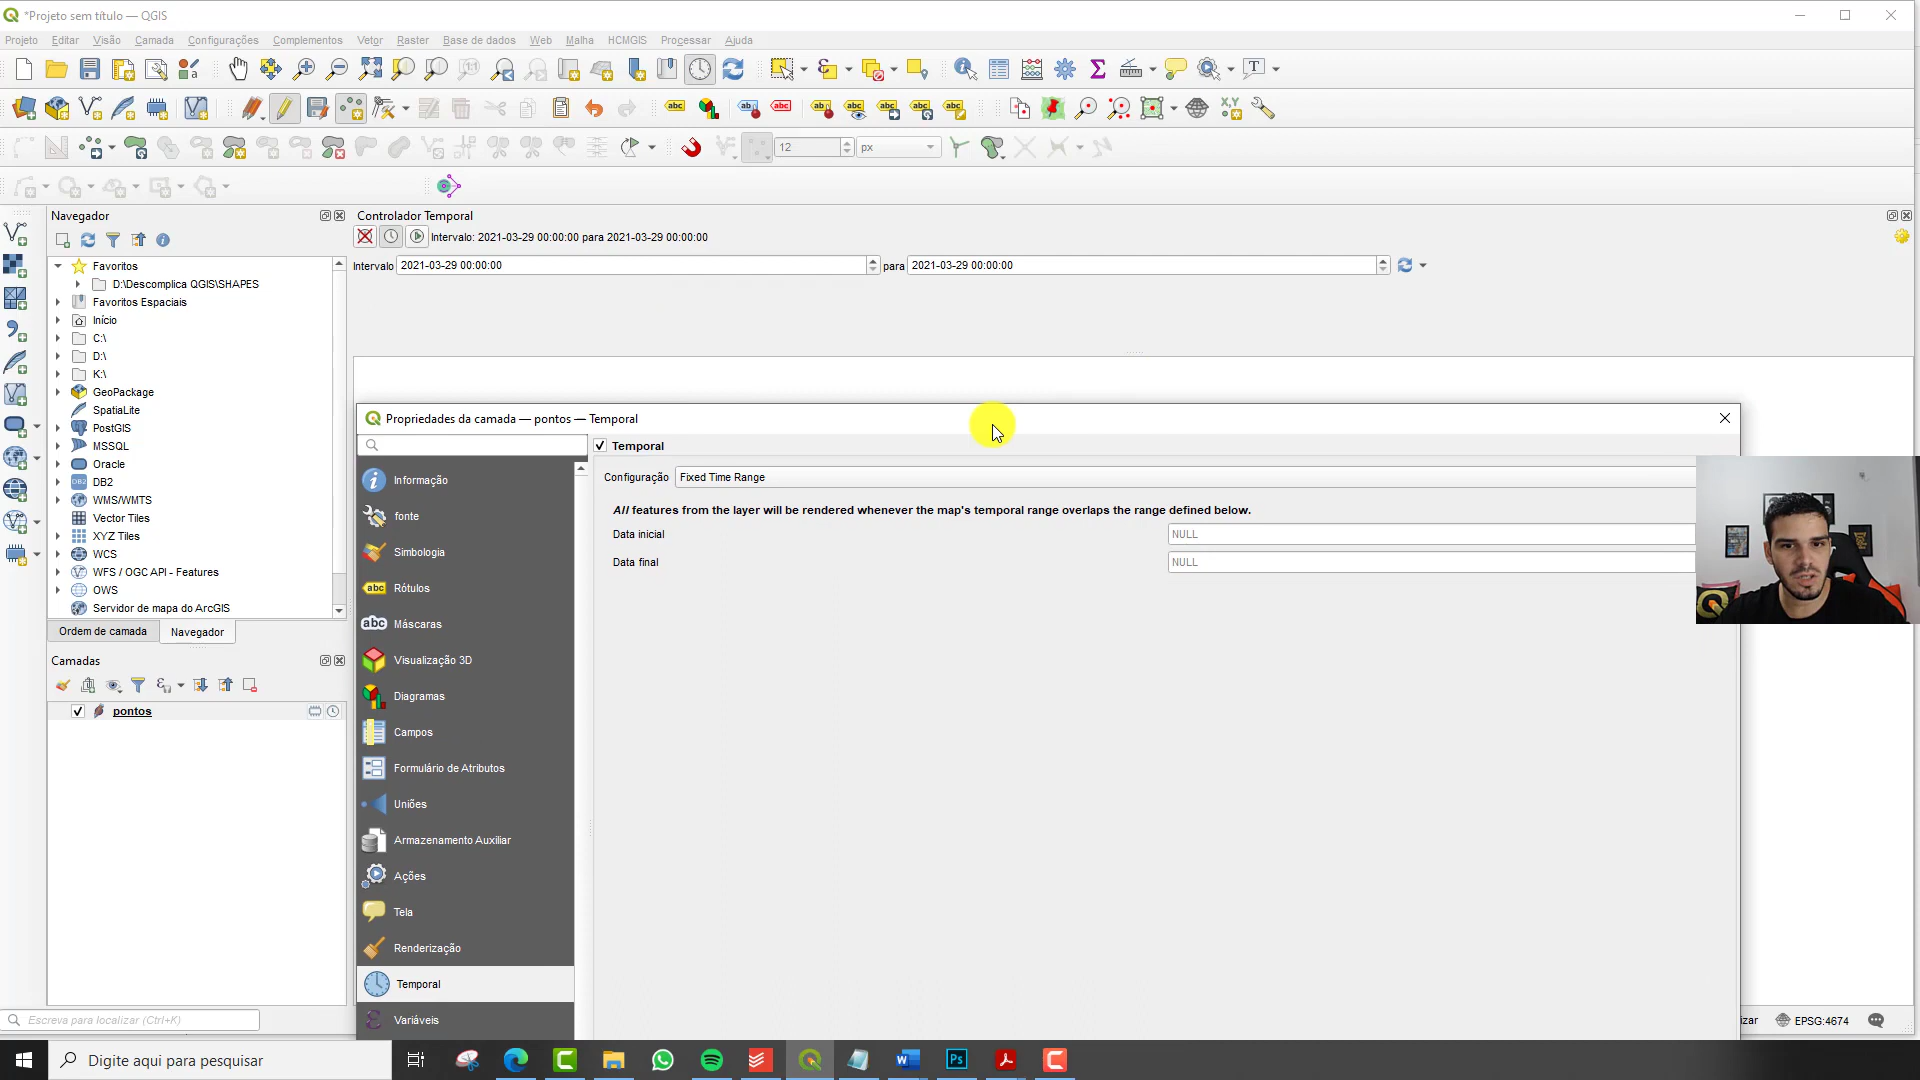 *Projeto sem título — QGIS
Projeto Editar Visão Camada Configurações Complementos Vetor Raster Base de dados Web Malha HCMGIS Processar Ajuda
12 px
Navegador
Favoritos
D:\Descomplica QGIS\SHAPES
Favoritos Espaciais
Início
C:\
D:\
K:\
GeoPackage
SpatiaLite
PostGIS
MSSQL
Oracle
DB2
WMS/WMTS
Vector Tiles
XYZ Tiles
WCS
WFS / OGC API - Features
OWS
Servidor de mapa do ArcGIS
Ordem de camada Navegador
Camadas
pontos
Escreva para localizar (Ctrl+K)
Controlador Temporal
Intervalo: 2021-03-29 00:00:00 para 2021-03-29 00:00:00
Intervalo 2021-03-29 00:00:00 para 2021-03-29 00:00:00
Propriedades da camada — pontos — Temporal
Informação
fonte
Simbologia
Rótulos
Máscaras
Visualização 3D
Diagramas
Campos
Formulário de Atributos
Uniões
Armazenamento Auxiliar
Ações
Tela
Renderização
Temporal
Variáveis
Temporal
Configuração Fixed Time Range
All features from the layer will be rendered whenever the map's temporal range overlaps the range defined below.
Data inicial NULL
Data final NULL
zar EPSG:4674
Digite aqui para pesquisar